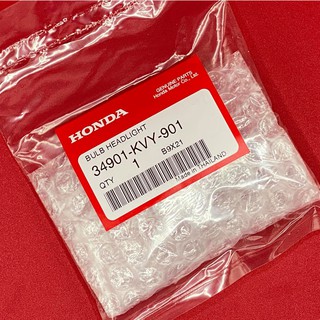 GENUINE PARTS
Honda Motor Co., Ltd.
HONDA
BULB HEADLIGHT
34901-KVY-901
QTY 1 B9X21
Made in THAILAND